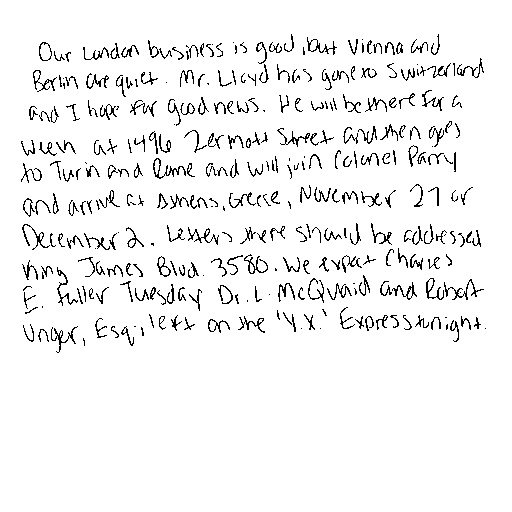 Our London business is good, but Vienna and
Berlin are quiet. Mr. Lloyd has gone to Switzerland
and I hope for good news. He will be there for a
week at 1496 Zermott Street and then goes
to Turin and Rome and will join Colonel Parry
and arrive at Athens, Greece, November 27 or
December 2. Letters there should be addressed
King James Blvd. 3580. We expect Charles
E. Fuller Tuesday Dr. L. McQuaid and Robert
Unger, Esq., left on the 'Y.X.' Express tonight.